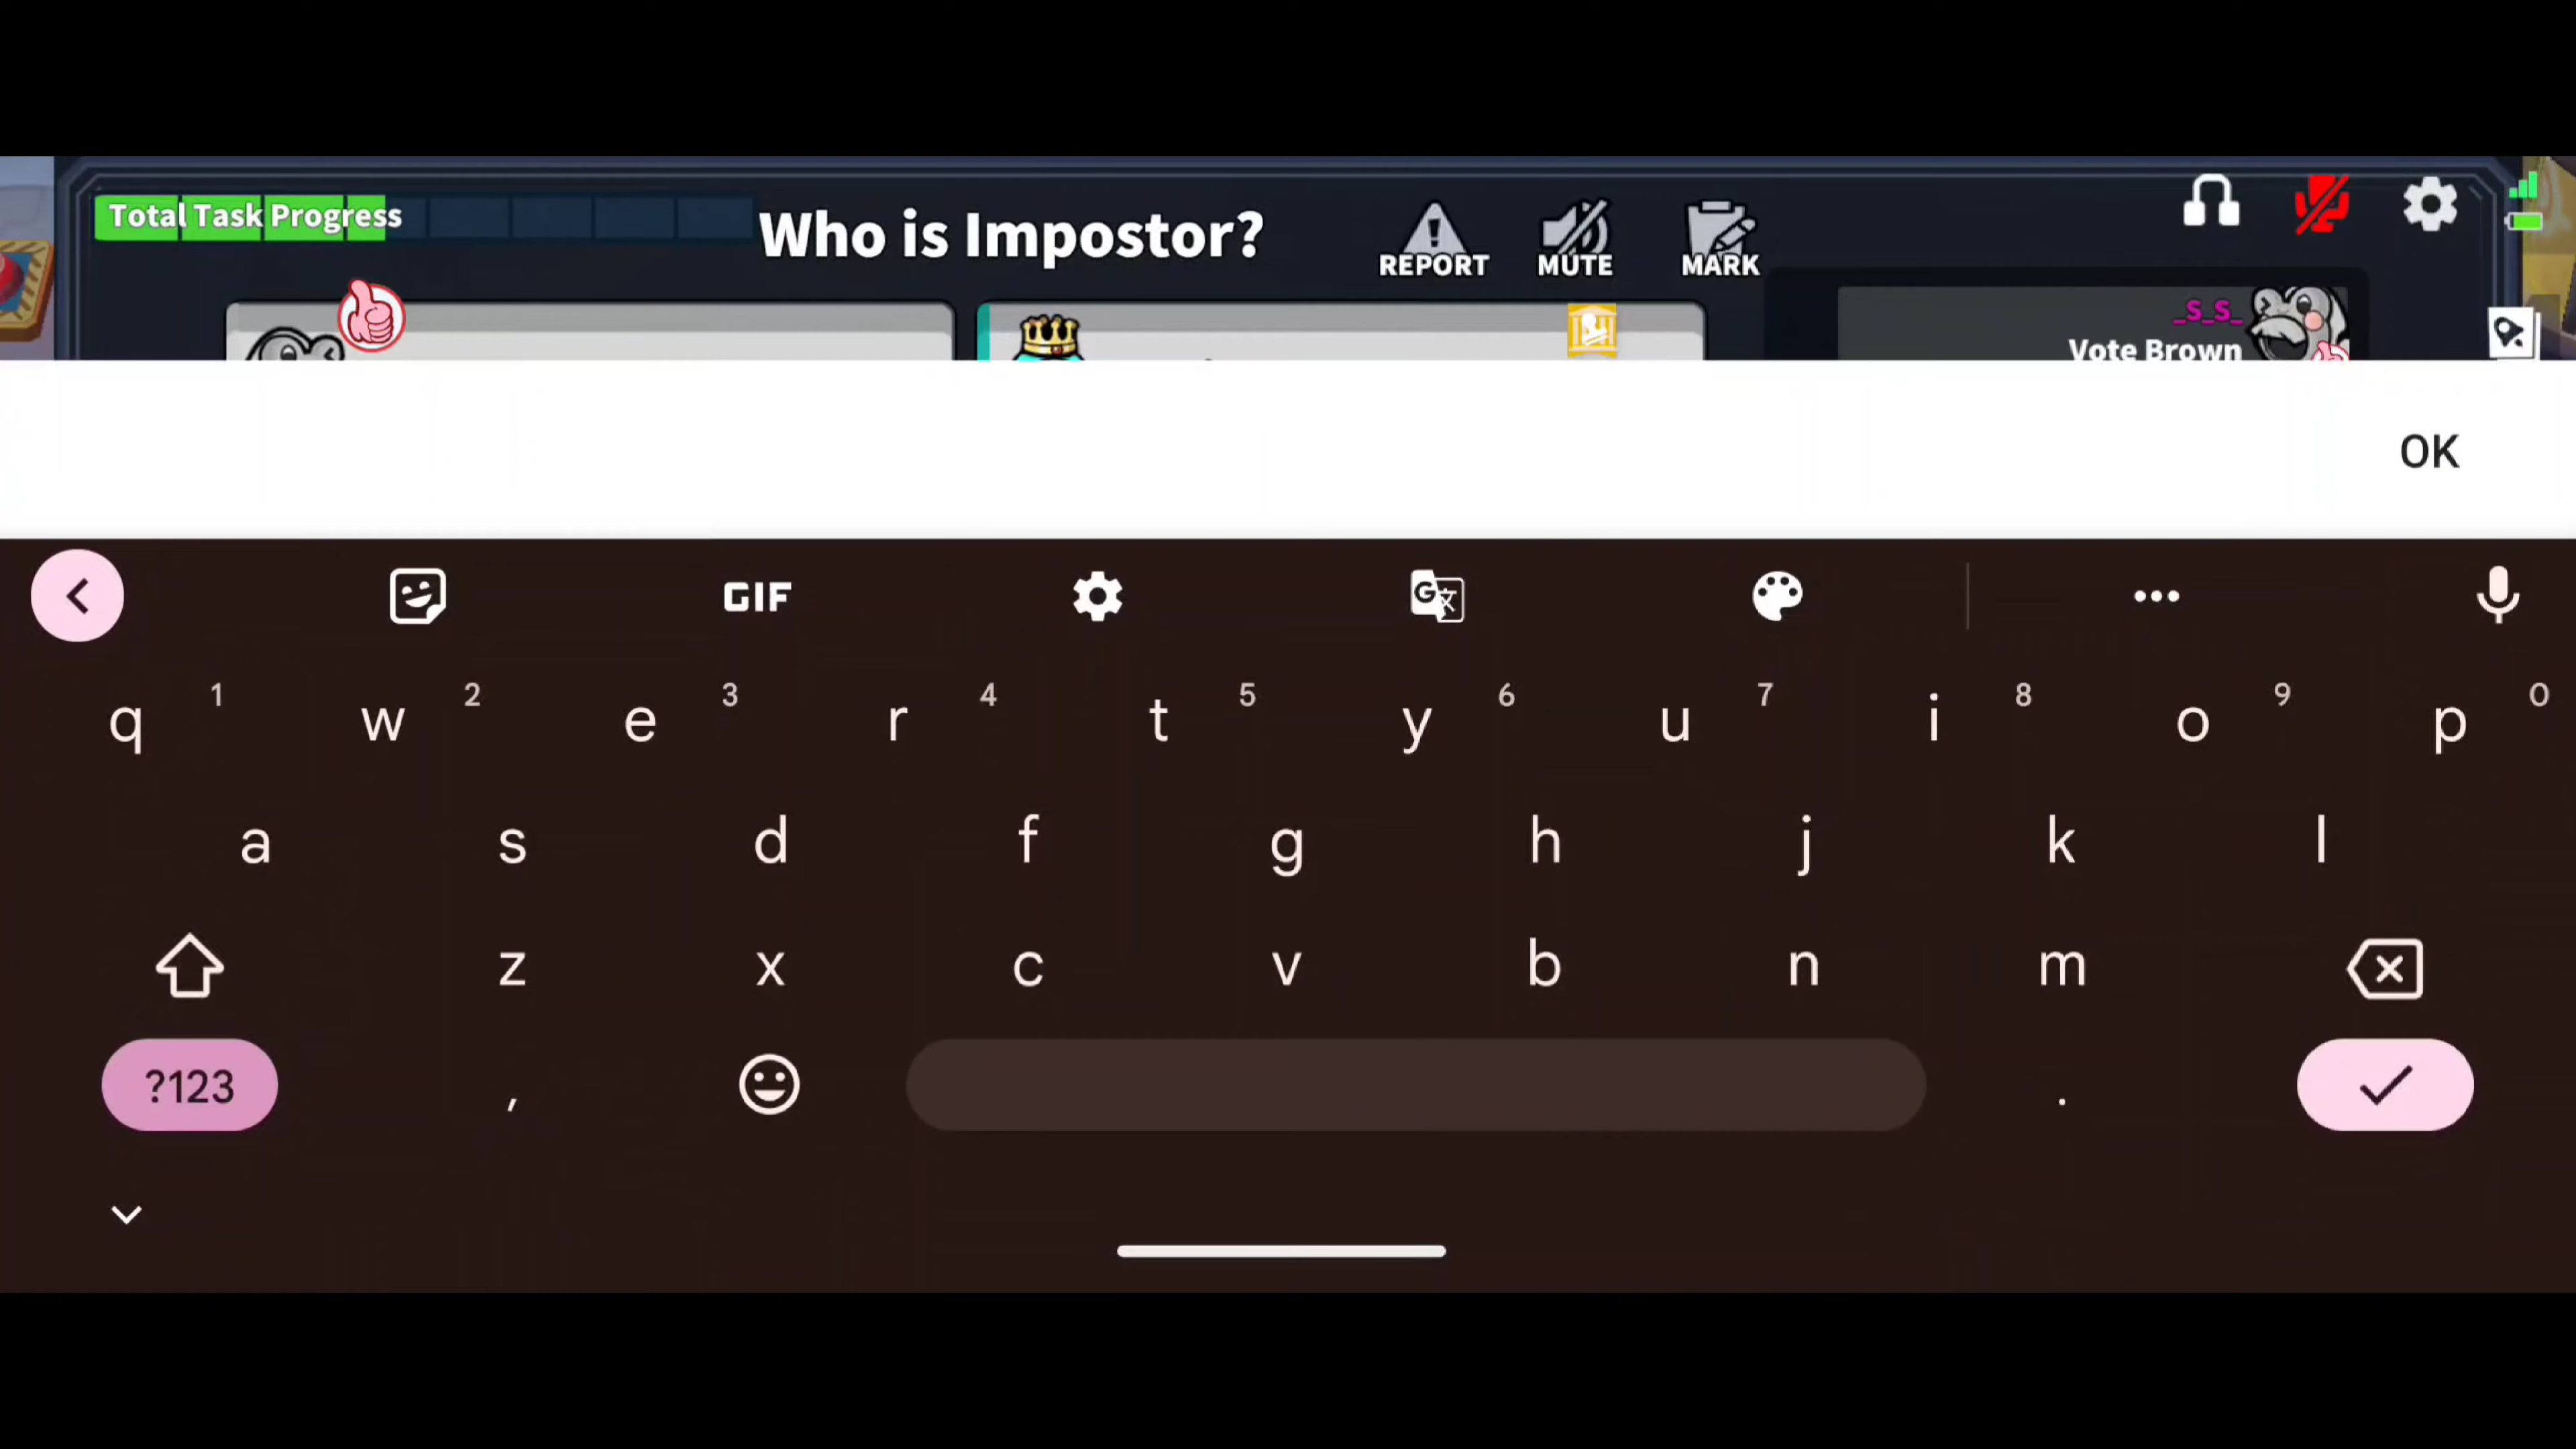 Total Task Progress
Who is Impostor?
REPORT
MUTE
MARK
_S_S_
Vote Brown
OK
GIF
G
q 1 w 2 e 3 r 4 t 5 y 6 u 7 i 8 o 9 p 0
a s d f g h j k l
z x c v b n m
?123 , .